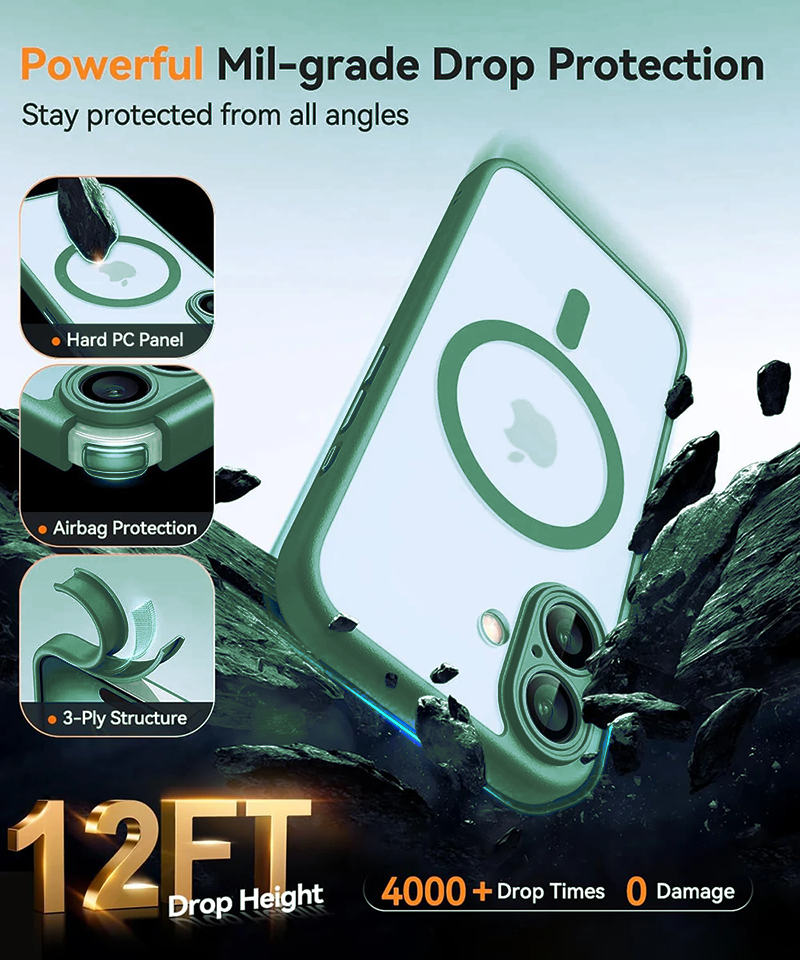 Powerful Mil-grade Drop Protection
Stay protected from all angles
Hard PC Panel
Airbag Protection
3-Ply Structure
12FT
Drop Height
4000+ Drop Times 0 Damage